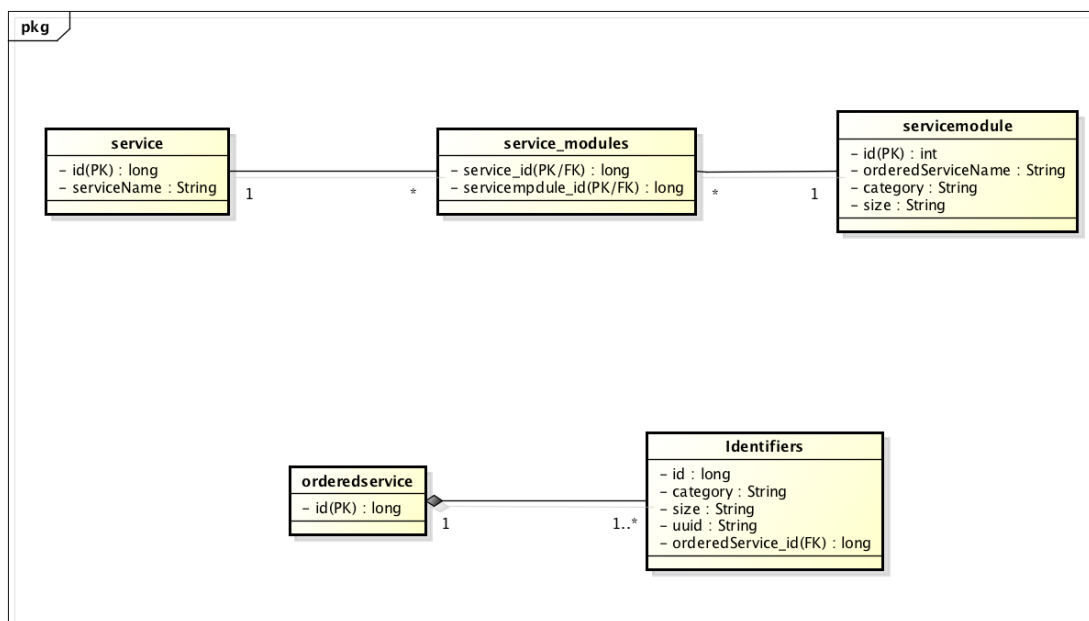 pkg
service
– id(PK) : long
– serviceName : String
service_modules
– service_id(PK/FK) : long
– servicempdule_id(PK/FK) : long
servicemodule
– id(PK) : int
– orderedServiceName : String
– category : String
– size : String
1
*
*
1
orderedservice
– id(PK) : long
Identifiers
– id : long
– category : String
– size : String
– uuid : String
– orderedService_id(FK) : long
1
1..*